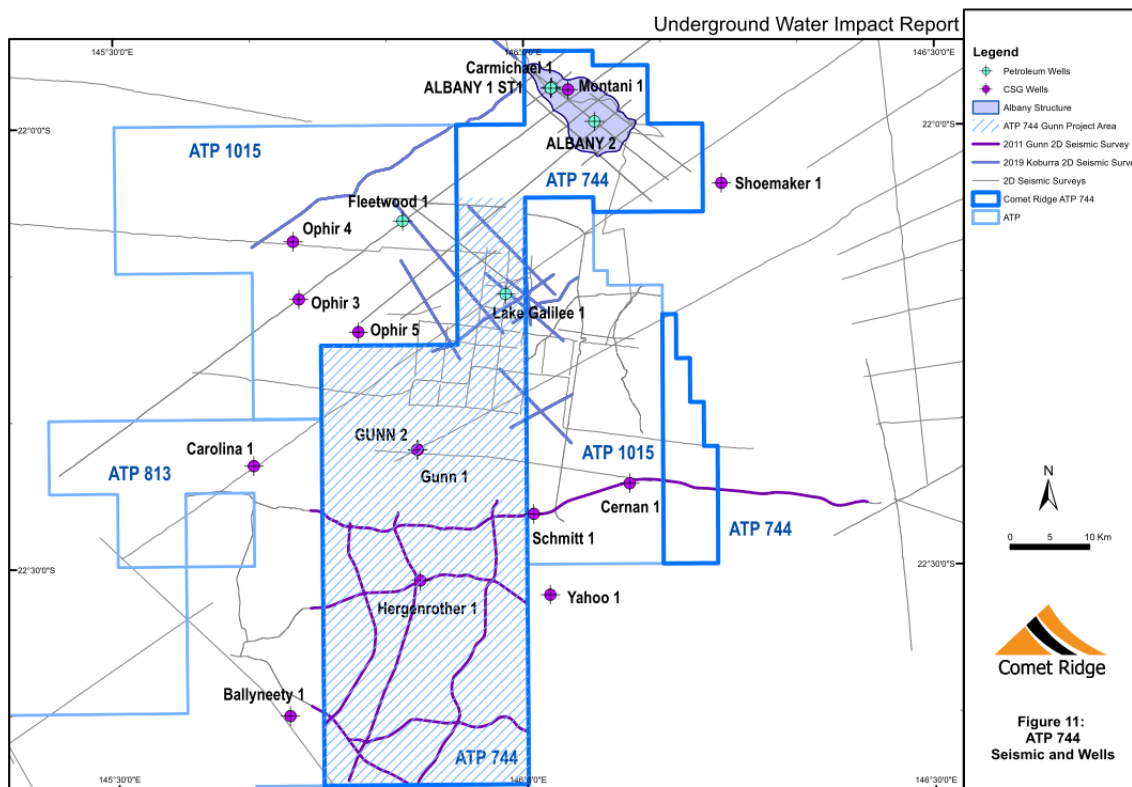 Underground Water Impact Report
145°30'0"E
146°0'0"E
146°30'0"E
Carmichael 1
ALBANY 1 ST1
Montani 1
22°0'0"S
22°0'0"S
ALBANY 2
ATP 1015
ATP 744
Shoemaker 1
Fleetwood 1
Ophir 4
Ophir 3
Lake Galilee 1
Ophir 5
GUNN 2
Carolina 1
ATP 1015
ATP 813
Gunn 1
Cernan 1
Schmitt 1
ATP 744
22°30'0"S
22°30'0"S
Hergenrother 1
Yahoo 1
Ballyneety 1
ATP 744
145°30'0"E
146°0'0"E
146°30'0"E
Legend
Petroleum Wells
CSG Wells
Albany Structure
ATP 744 Gunn Project Area
2011 Gunn 2D Seismic Survey
2019 Koburra 2D Seismic Surve
2D Seismic Surveys
Comet Ridge ATP 744
ATP
N
0 5 10 Km
Comet Ridge
Figure 11:
ATP 744
Seismic and Wells